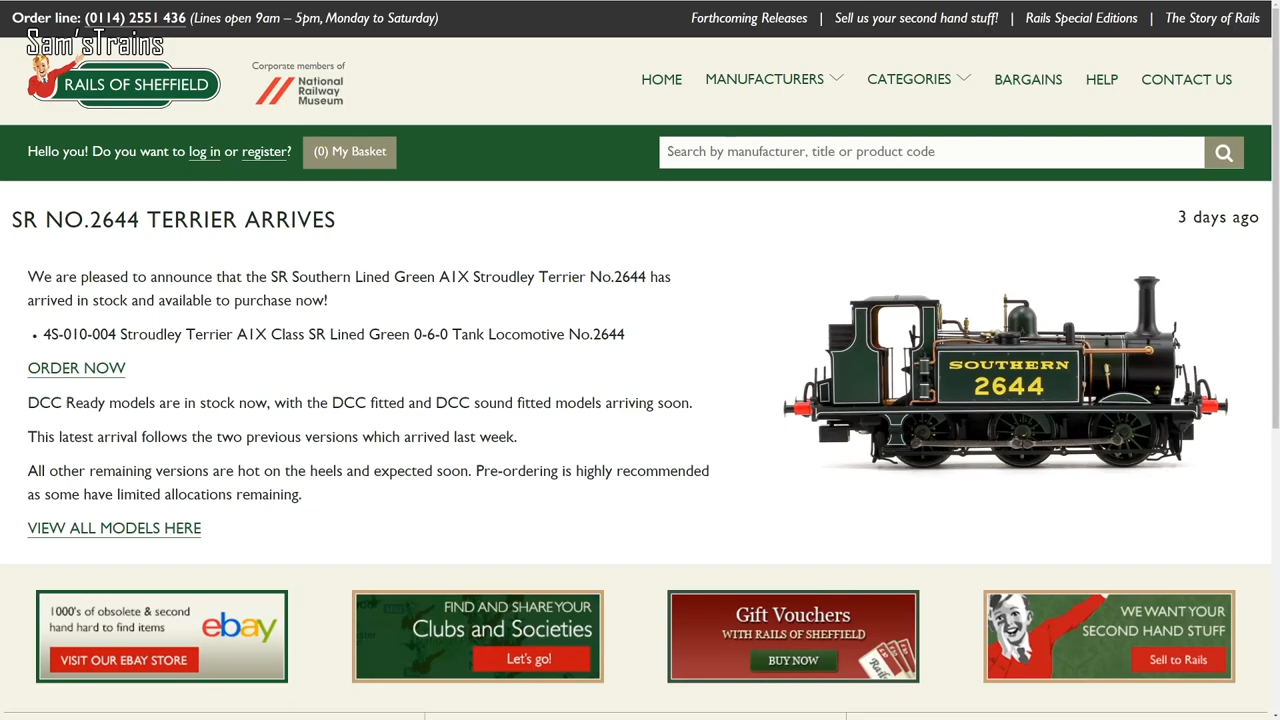 Order line: (0114) 2551 436 (Lines open 9am – 5pm, Monday to Saturday)
Forthcoming Releases | Sell us your second hand stuff! | Rails Special Editions | The Story of Rails
Sam'sTrains
RAILS OF SHEFFIELD
Corporate members of
National
Railway
Museum
HOME MANUFACTURERS CATEGORIES BARGAINS HELP CONTACT US
Hello you! Do you want to log in or register?
(0) My Basket
Search by manufacturer, title or product code
SR NO.2644 TERRIER ARRIVES
3 days ago
We are pleased to announce that the SR Southern Lined Green A1X Stroudley Terrier No.2644 has
arrived in stock and available to purchase now!
• 4S-010-004 Stroudley Terrier A1X Class SR Lined Green 0-6-0 Tank Locomotive No.2644
ORDER NOW
DCC Ready models are in stock now, with the DCC fitted and DCC sound fitted models arriving soon.
This latest arrival follows the two previous versions which arrived last week.
All other remaining versions are hot on the heels and expected soon. Pre-ordering is highly recommended
as some have limited allocations remaining.
VIEW ALL MODELS HERE
SOUTHERN
2644
1000's of obsolete & second
hand hard to find items
ebay
VISIT OUR EBAY STORE
FIND AND SHARE YOUR
Clubs and Societies
Let's go!
Gift Vouchers
WITH RAILS OF SHEFFIELD
BUY NOW
Rails
WE WANT YOUR
SECOND HAND STUFF
Sell to Rails